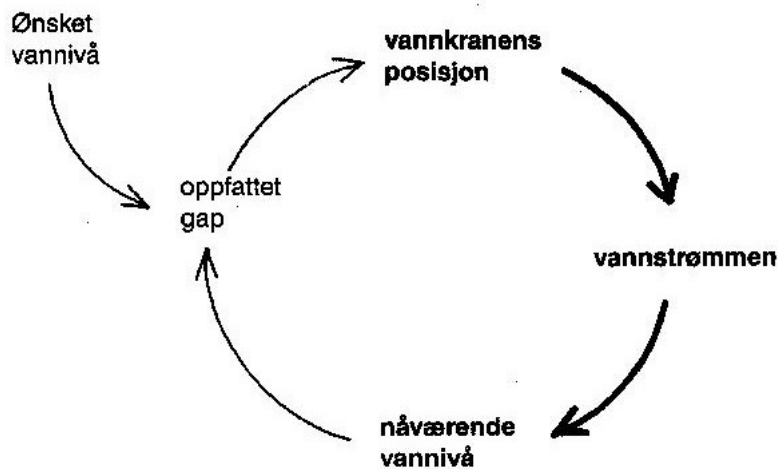 Ønsket
vannivå
vannkranens
posisjon
oppfattet
gap
vannstrømmen
nåværende
vannivå